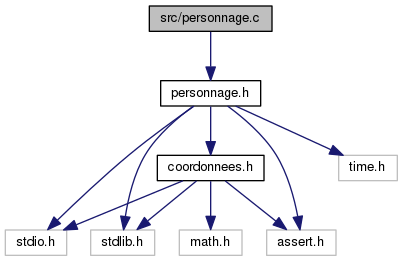 src/personnage.c
personnage.h
coordonnees.h
time.h
stdio.h
stdlib.h
math.h
assert.h